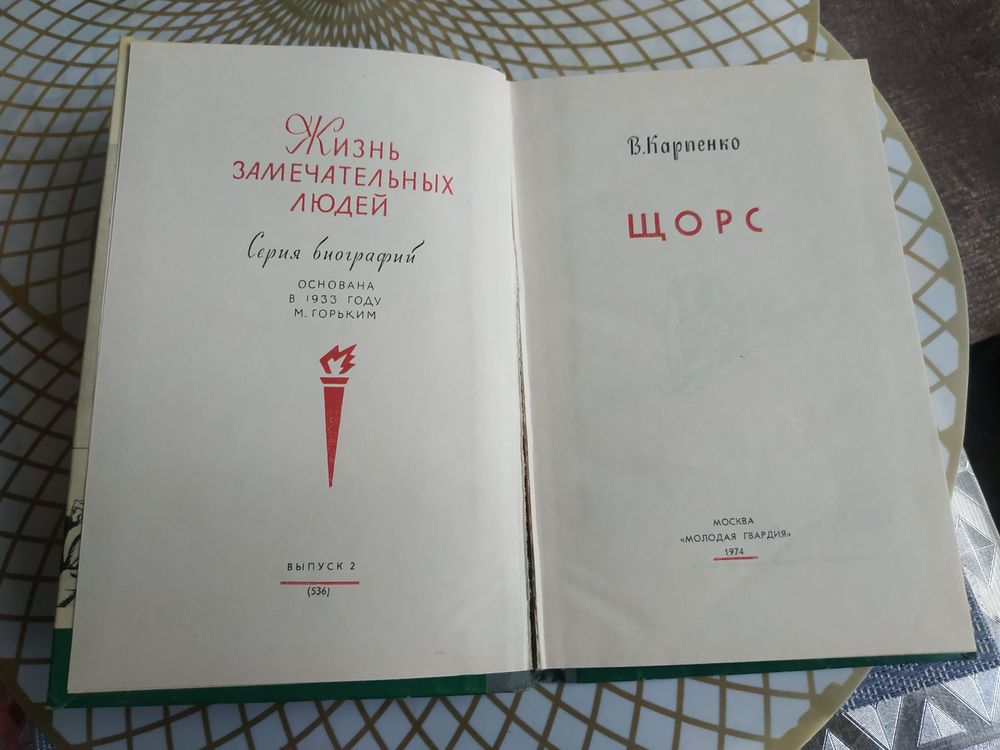 Жизнь
ЗАМЕЧАТЕЛЬНЫХ
ЛЮДЕЙ
Серия биографий
ОСНОВАНА
В 1933 ГОДУ
М. ГОРЬКИМ
ВЫПУСК 2
(536)
В. Карпенко
ЩОРС
МОСКВА
«МОЛОДАЯ ГВАРДИЯ»
1974